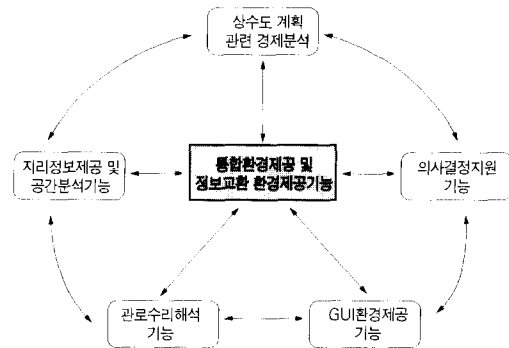 상수도 계획
관련 경제분석
지리정보제공 및
공간분석기능
통합환경제공 및
정보교환 환경제공기능
의사결정지원
기능
관로수리해석
기능
GUI환경제공
기능